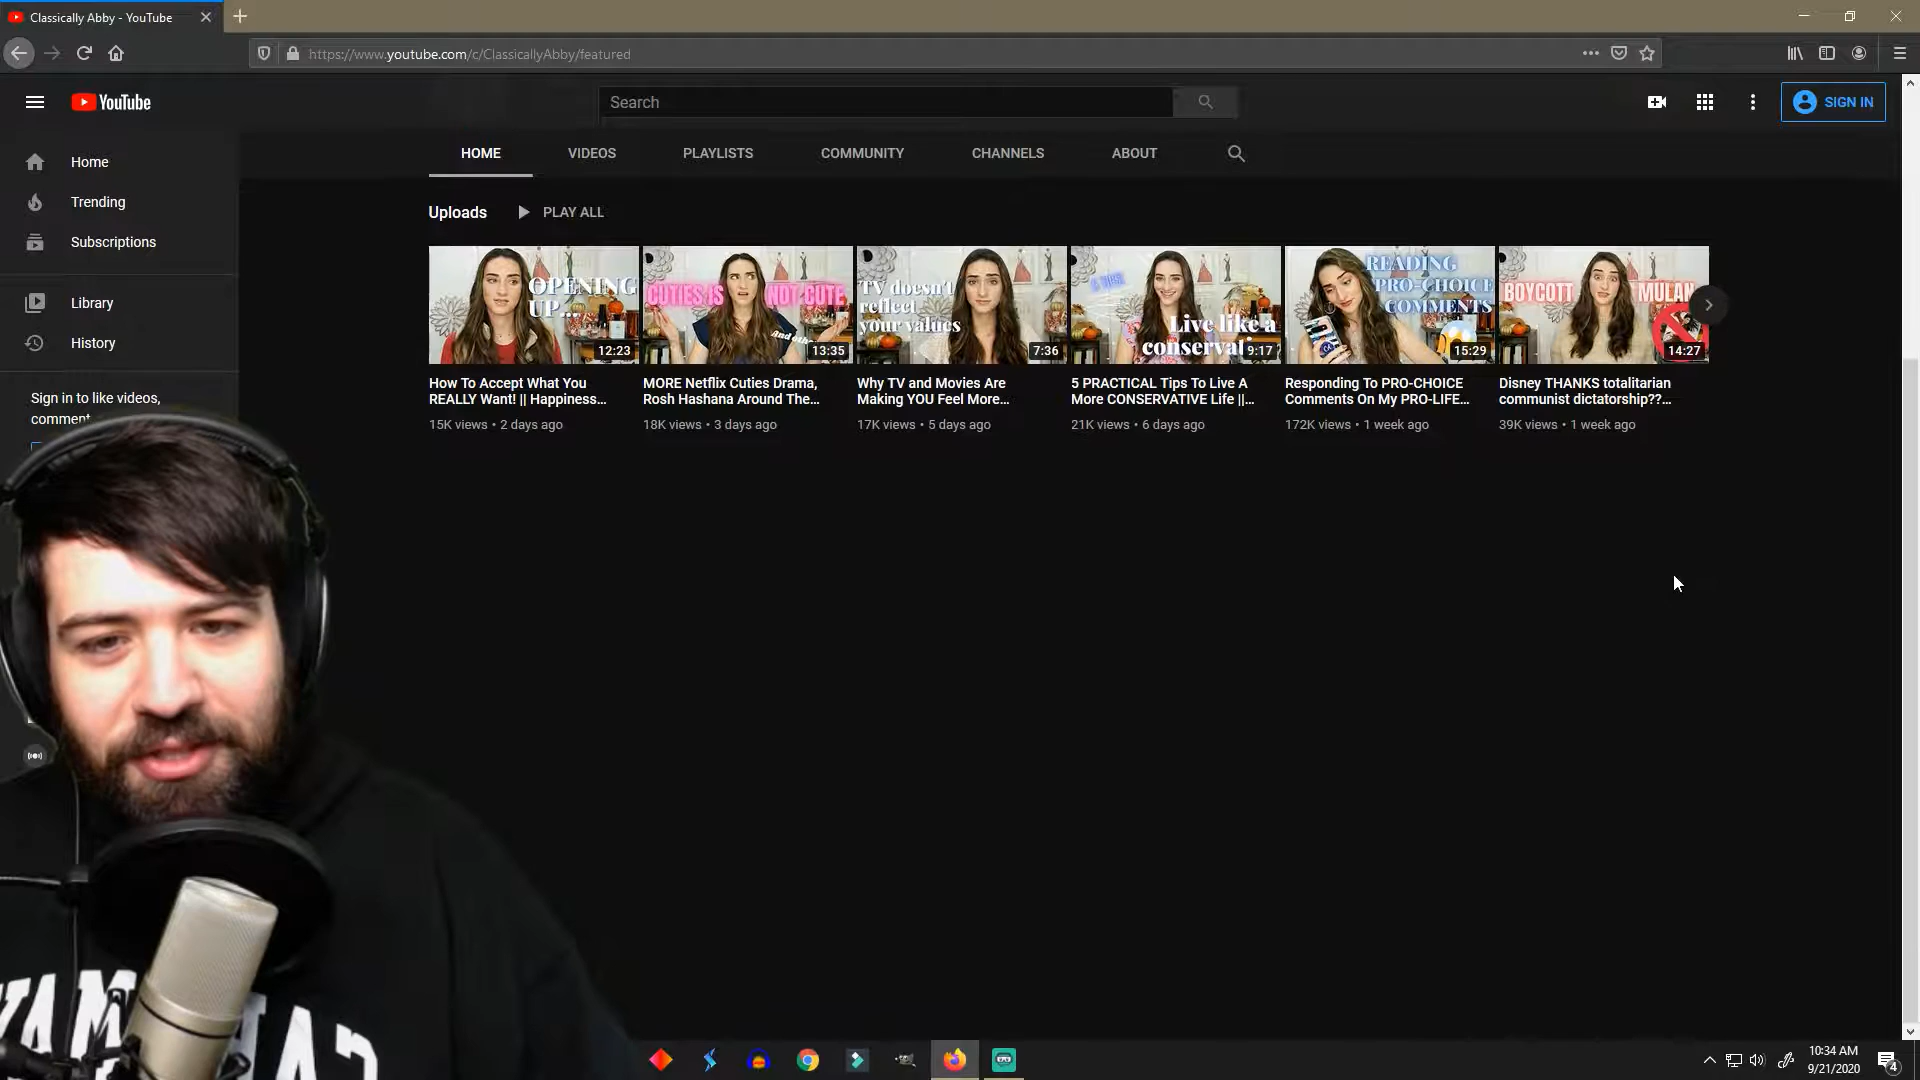 Classically Abby - YouTube
https://www.youtube.com/c/ClassicallyAbby/featured
YouTube
Search
SIGN IN
HOME VIDEOS PLAYLISTS COMMUNITY CHANNELS ABOUT
Home
Trending
Subscriptions
Library
History
Sign in to like videos,
comment
Uploads PLAY ALL
OPENING
UP...
12:23
CUTIES IS NOT CUTE
13:35
TV doesn't
reflect
your values
7:36
Live like a
9:17
READING
PRO-CHOICE
COMMENTS
15:29
BOYCOTT MULAN
14:27
How To Accept What You
REALLY Want! || Happiness...
15K views • 2 days ago
MORE Netflix Cuties Drama,
Rosh Hashana Around The...
18K views • 3 days ago
Why TV and Movies Are
Making YOU Feel More...
17K views • 5 days ago
5 PRACTICAL Tips To Live A
More CONSERVATIVE Life ||...
21K views • 6 days ago
Responding To PRO-CHOICE
Comments On My PRO-LIFE...
172K views • 1 week ago
Disney THANKS totalitarian
communist dictatorship??...
39K views • 1 week ago
10:34 AM
9/21/2020
4